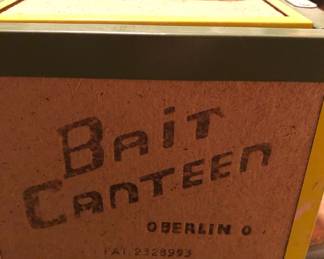 Bait
Canteen
OBERLIN O.
PAT. 2328993